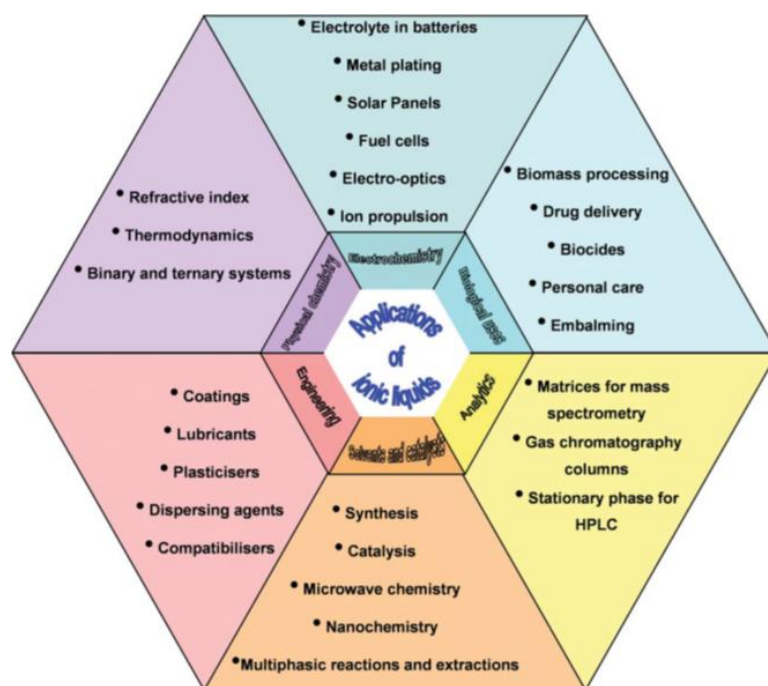 • Electrolyte in batteries
• Metal plating
• Solar Panels
• Fuel cells
• Electro-optics
• Ion propulsion
Electrochemistry
• Biomass processing
• Drug delivery
• Biocides
• Personal care
• Embalming
Biological uses
• Refractive index
• Thermodynamics
• Binary and ternary systems
Physical chemistry
Applications
of
ionic liquids
• Coatings
• Lubricants
• Plasticisers
• Dispersing agents
• Compatibilisers
Engineering
Analytics
• Matrices for mass
spectrometry
• Gas chromatography
columns
• Stationary phase for
HPLC
Solvents and catalysis
• Synthesis
• Catalysis
• Microwave chemistry
• Nanochemistry
• Multiphasic reactions and extractions